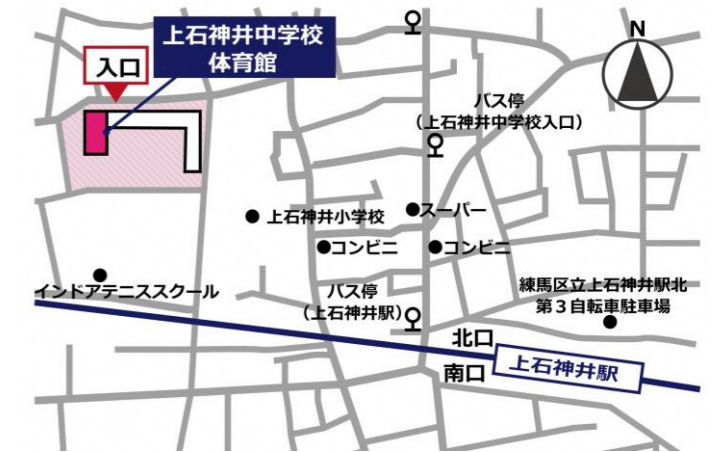 上石神井中学校
体育館
入口
N
バス停
(上石神井中学校入口)
スーパー
上石神井小学校
コンビニ
コンビニ
インドアテニススクール
バス停
(上石神井駅)
練馬区立上石神井駅北
第3自転車駐車場
北口
上石神井駅
南口